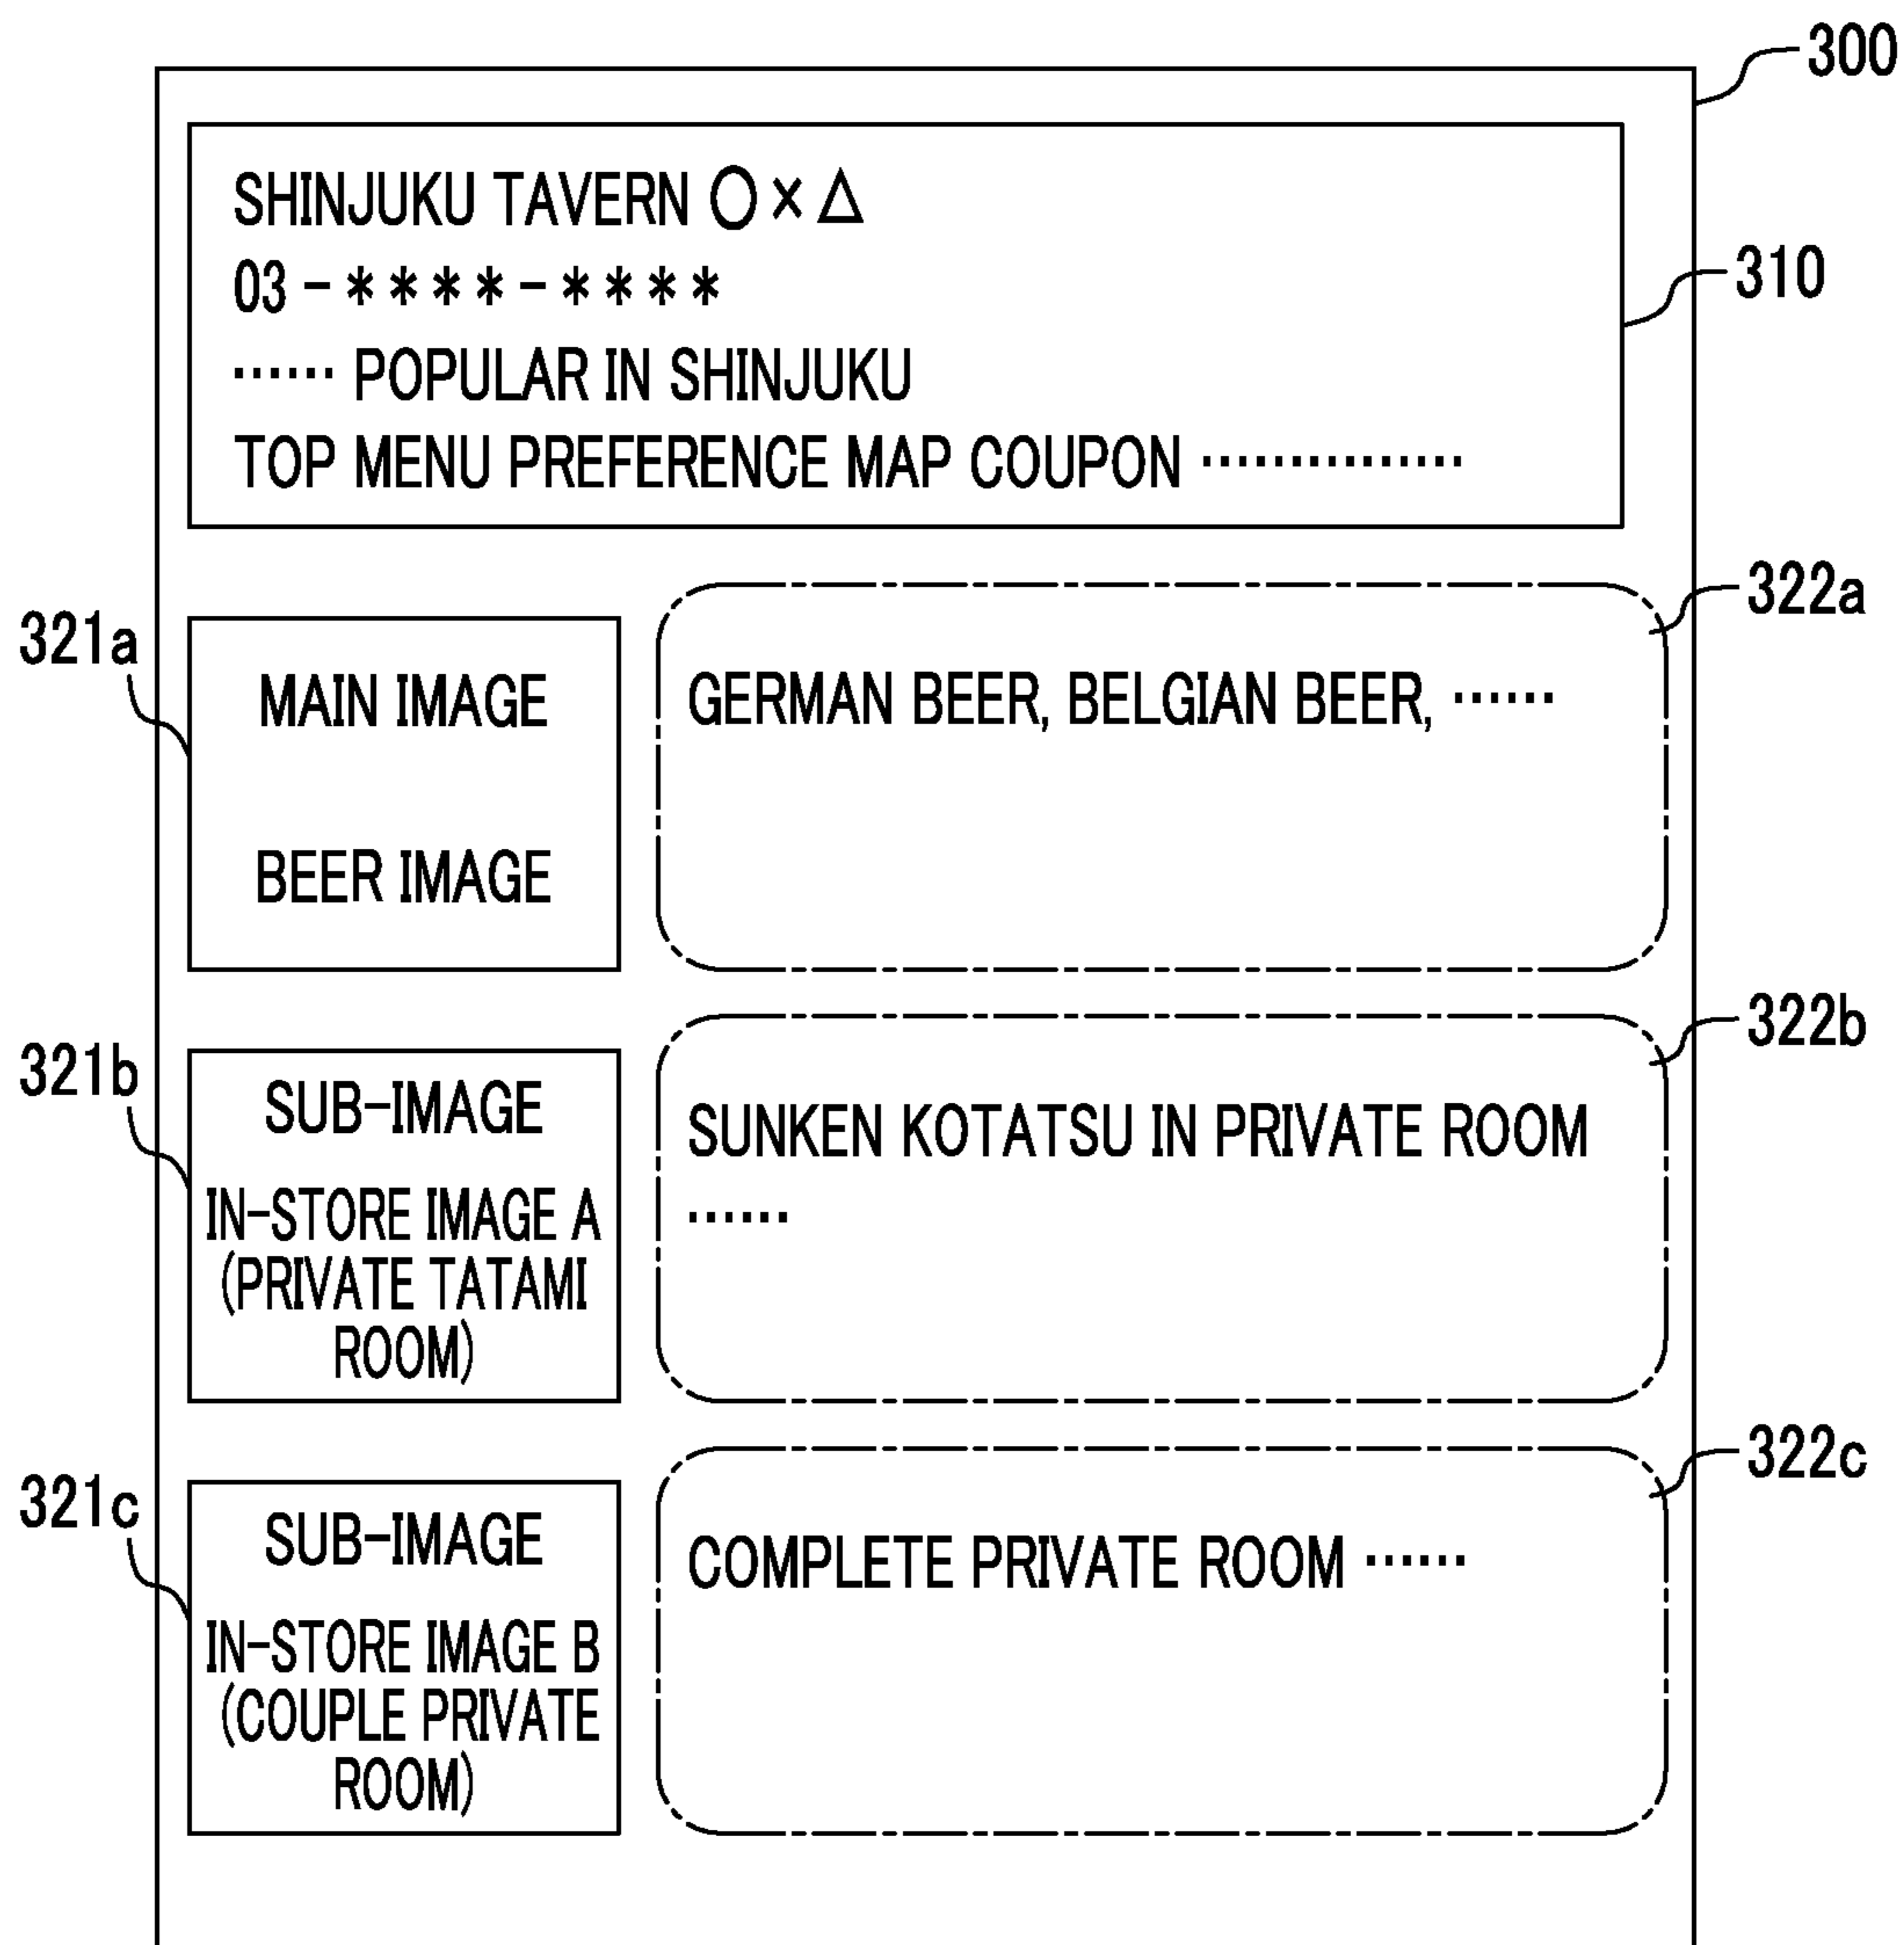 300
SHINJUKU TAVERN ○×△
03-****-****
…… POPULAR IN SHINJUKU
TOP MENU PREFERENCE MAP COUPON ……………
310
321a
MAIN IMAGE
BEER IMAGE
322a
GERMAN BEER, BELGIAN BEER, ……
321b
SUB-IMAGE
IN-STORE IMAGE A
(PRIVATE TATAMI
ROOM)
322b
SUNKEN KOTATSU IN PRIVATE ROOM
……
321c
SUB-IMAGE
IN-STORE IMAGE B
(COUPLE PRIVATE
ROOM)
322c
COMPLETE PRIVATE ROOM ……